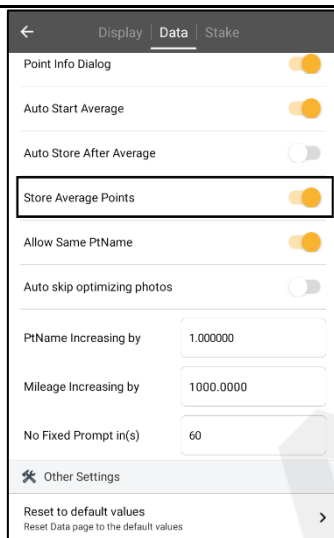 Display | Data | Stake
Point Info Dialog
Auto Start Average
Auto Store After Average
Store Average Points
Allow Same PtName
Auto skip optimizing photos
PtName Increasing by 1.000000
Mileage Increasing by 1000.0000
No Fixed Prompt in(s) 60
Other Settings
Reset to default values
Reset Data page to the default values